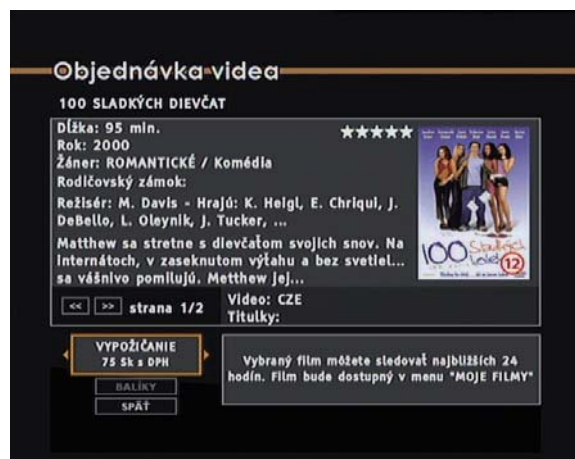 Objednávka videa
100 SLADKÝCH DIEVČAT
Dĺžka: 95 min.
Rok: 2000
Žáner: ROMANTICKÉ / Komédia
Rodičovský zámok:
Režisér: M. Davis - Hrajú: K. Heigl, E. Chriqui, J.
DeBello, L. Oleynik, J. Tucker, ...
Matthew sa stretne s dievčaťom svojich snov. Na
Internátoch, v zaseknutom výťahu a bez svetiel...
sa vášnivo pomilujú. Metthew jej...
100 Sladkých
12
<< >> strana 1/2
Video: CZE
Titulky:
VYPOŽIČANIE
75 Sk s DPH
BALÍKY
SPÄŤ
Vybraný film môžete sledovať najbližších 24
hodín. Film bude dostupný v menu "MOJE FILMY"